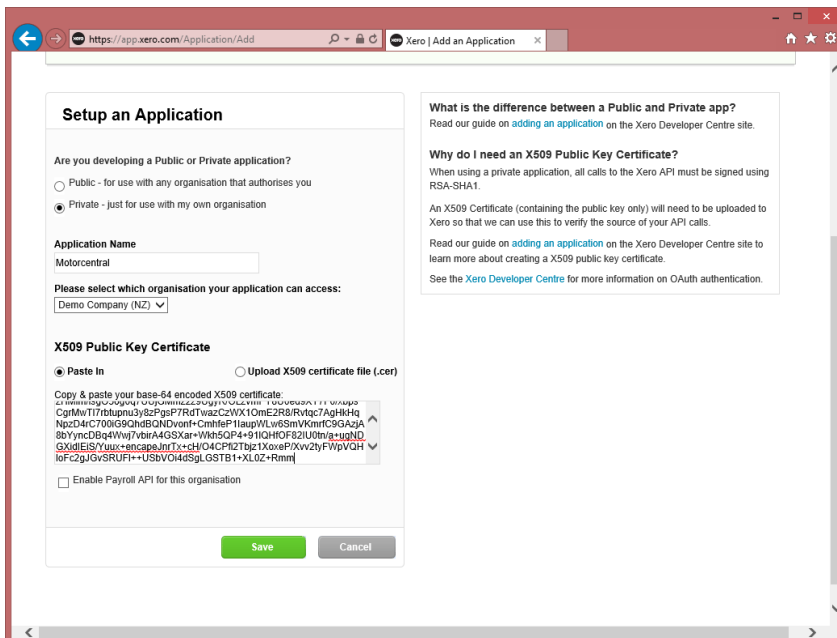 https://app.xero.com/Application/Add
Xero | Add an Application
Setup an Application
Are you developing a Public or Private application?
Public - for use with any organisation that authorises you
Private - just for use with my own organisation
Application Name
Motorcentral
Please select which organisation your application can access:
Demo Company (NZ)
X509 Public Key Certificate
Paste In
Upload X509 certificate file (.cer)
Copy & paste your base-64 encoded X509 certificate:
CgrMwTI7rbtupnu3y8zPgsP7RdTwazCzWX1OmE2R8/Rvtqc7AgHkHq
NpzD4rC700iG9QhdBQNDvonf+CmhfeP1IaupWLw6SmVKmrfC9GAzjA
8bYyncDBq4Wwj7vbirA4GSXar+Wkh5QP4+91IQHfOF82IU0tn/a+ugND
GXidlEiS/Yuux+encapeJnrTx+cH/O4CPfi2Tbjz1XoxeP/Xvv2tyFWpVQH
IoFc2gJGvSRUFI++USbVOi4dSgLGSTB1+XL0Z+Rmm
Enable Payroll API for this organisation
Save
Cancel
What is the difference between a Public and Private app?
Read our guide on adding an application on the Xero Developer Centre site.
Why do I need an X509 Public Key Certificate?
When using a private application, all calls to the Xero API must be signed using
RSA-SHA1.
An X509 Certificate (containing the public key only) will need to be uploaded to
Xero so that we can use this to verify the source of your API calls.
Read our guide on adding an application on the Xero Developer Centre site to
learn more about creating a X509 public key certificate.
See the Xero Developer Centre for more information on OAuth authentication.